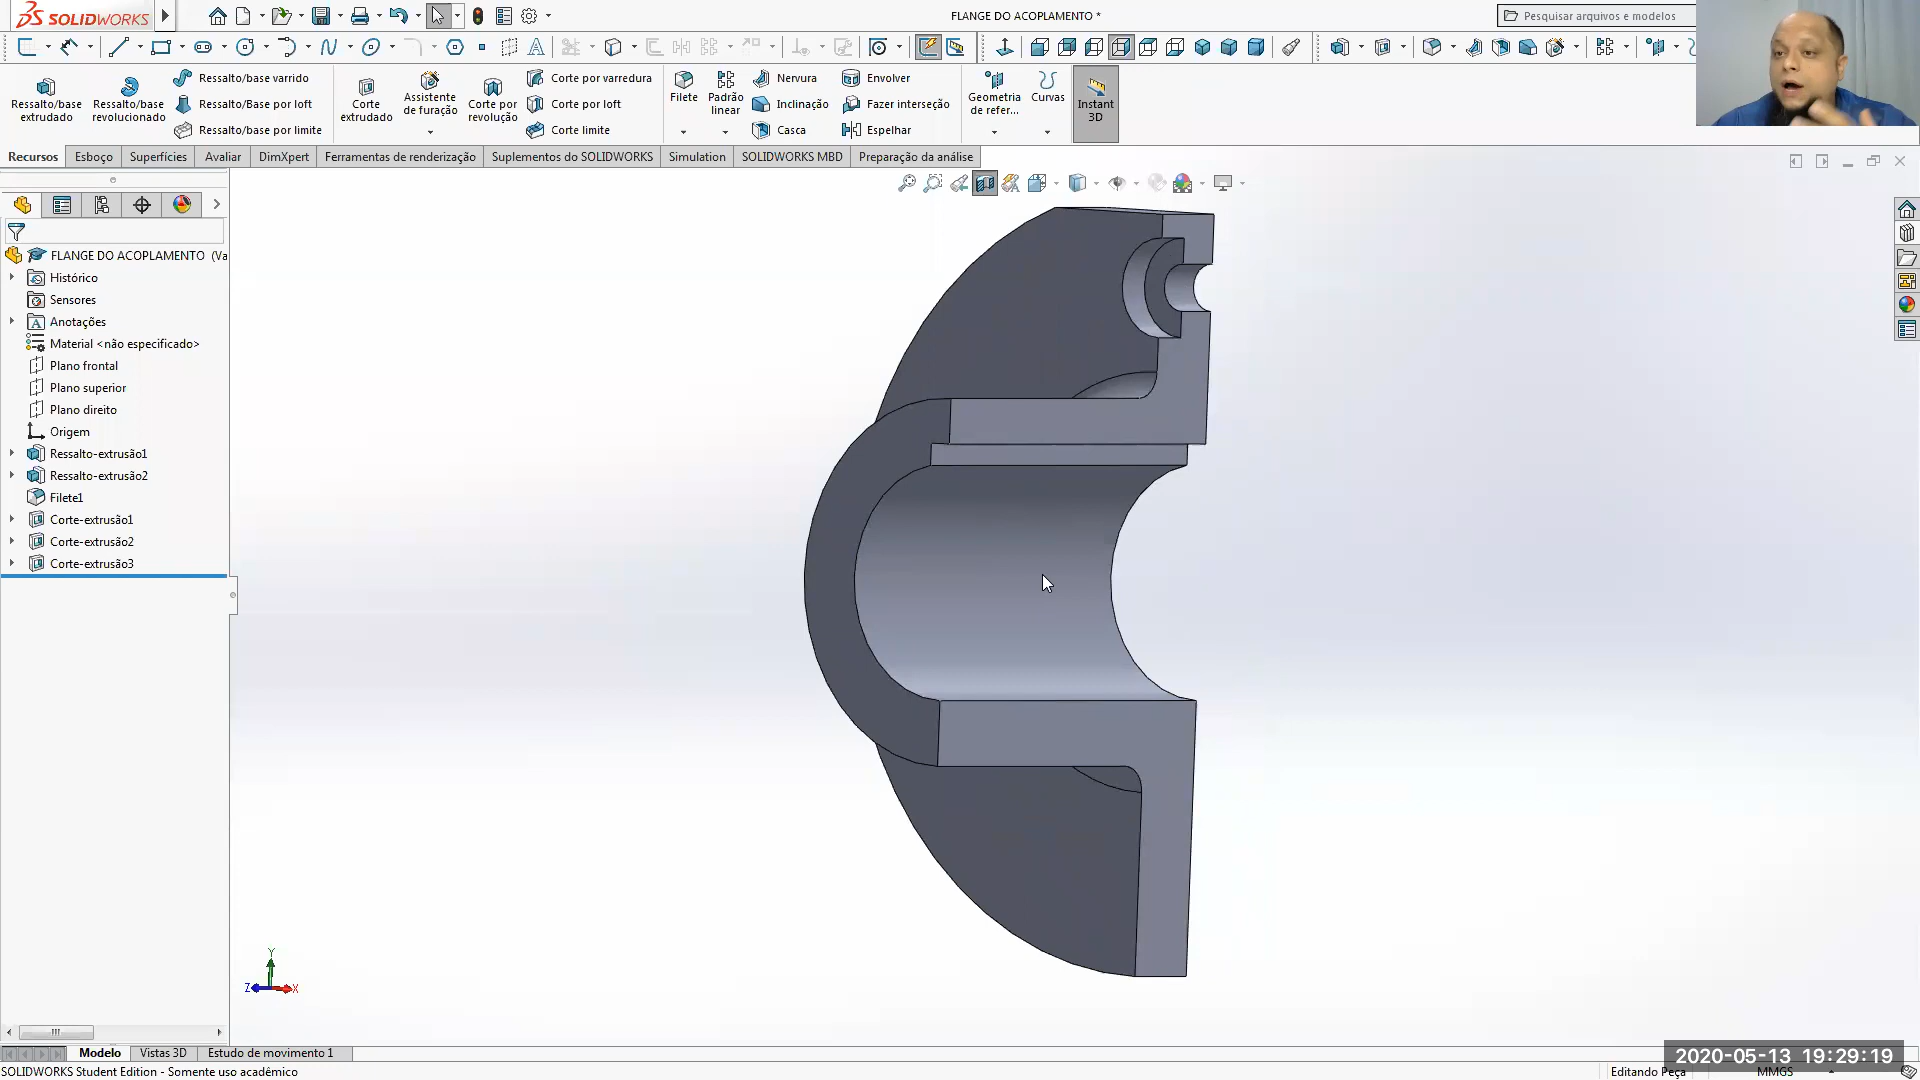 SOLIDWORKS
FLANGE DO ACOPLAMENTO *
Pesquisar arquivos e modelos
Ressalto/base extrudado
Ressalto/base revolucionado
Ressalto/base varrido
Ressalto/Base por loft
Ressalto/base por limite
Corte extrudado
Assistente de furação
Corte por revolução
Corte por varredura
Corte por loft
Corte limite
Filete
Padrão linear
Nervura
Inclinação
Casca
Envolver
Fazer interseção
Espelhar
Geometria de refer...
Curvas
Instant 3D
Recursos
Esboço
Superfícies
Avaliar
DimXpert
Ferramentas de renderização
Suplementos do SOLIDWORKS
Simulation
SOLIDWORKS MBD
Preparação da análise
FLANGE DO ACOPLAMENTO (Va
Histórico
Sensores
Anotações
Material <não especificado>
Plano frontal
Plano superior
Plano direito
Origem
Ressalto-extrusão1
Ressalto-extrusão2
Filete1
Corte-extrusão1
Corte-extrusão2
Corte-extrusão3
Y
Z
X
Modelo
Vistas 3D
Estudo de movimento 1
2020-05-13 19:29:19
SOLIDWORKS Student Edition - Somente uso acadêmico
Editando Peça
MMGS